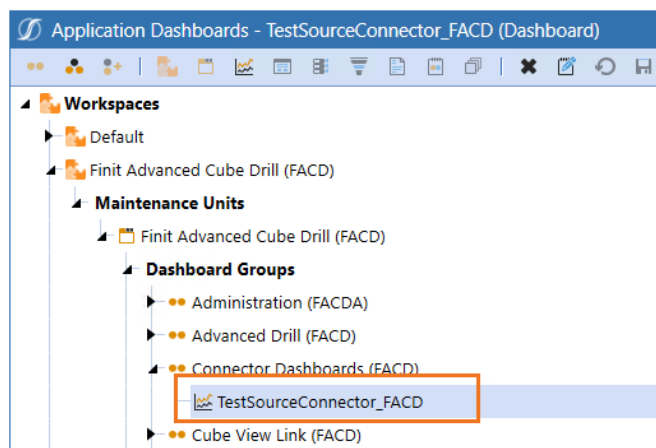 Application Dashboards - TestSourceConnector_FACD (Dashboard)
Workspaces
Default
Finit Advanced Cube Drill (FACD)
Maintenance Units
Finit Advanced Cube Drill (FACD)
Dashboard Groups
Administration (FACDA)
Advanced Drill (FACD)
Connector Dashboards (FACD)
TestSourceConnector_FACD
Cube View Link (FACD)